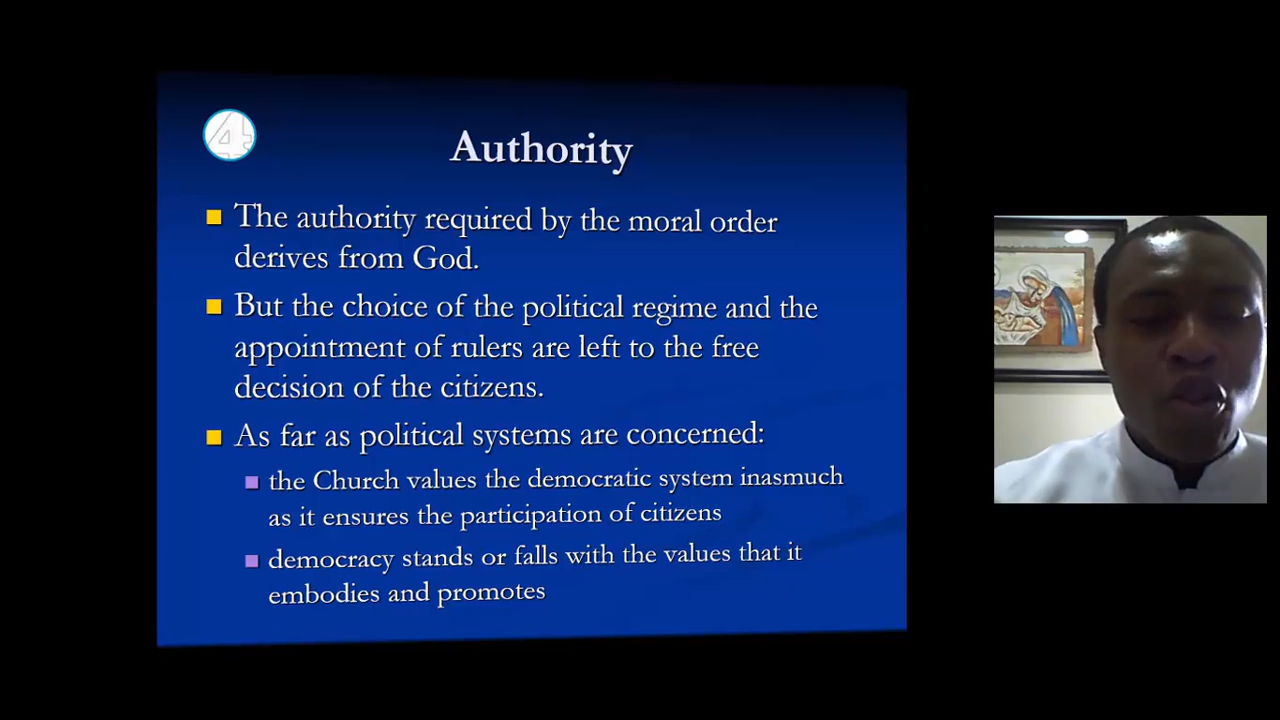 4
Authority
The authority required by the moral order
derives from God.
But the choice of the political regime and the
appointment of rulers are left to the free
decision of the citizens.
As far as political systems are concerned:
the Church values the democratic system inasmuch
as it ensures the participation of citizens
democracy stands or falls with the values that it
embodies and promotes